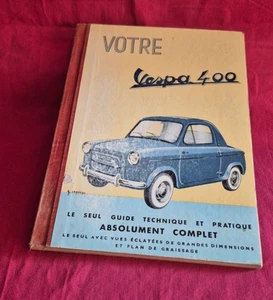 VOTRE
Vespa 400
LE SEUL GUIDE TECHNIQUE ET PRATIQUE
ABSOLUMENT COMPLET
LE SEUL AVEC VUES ÉCLATÉES DE GRANDES DIMENSIONS
ET PLAN DE GRAISSAGE